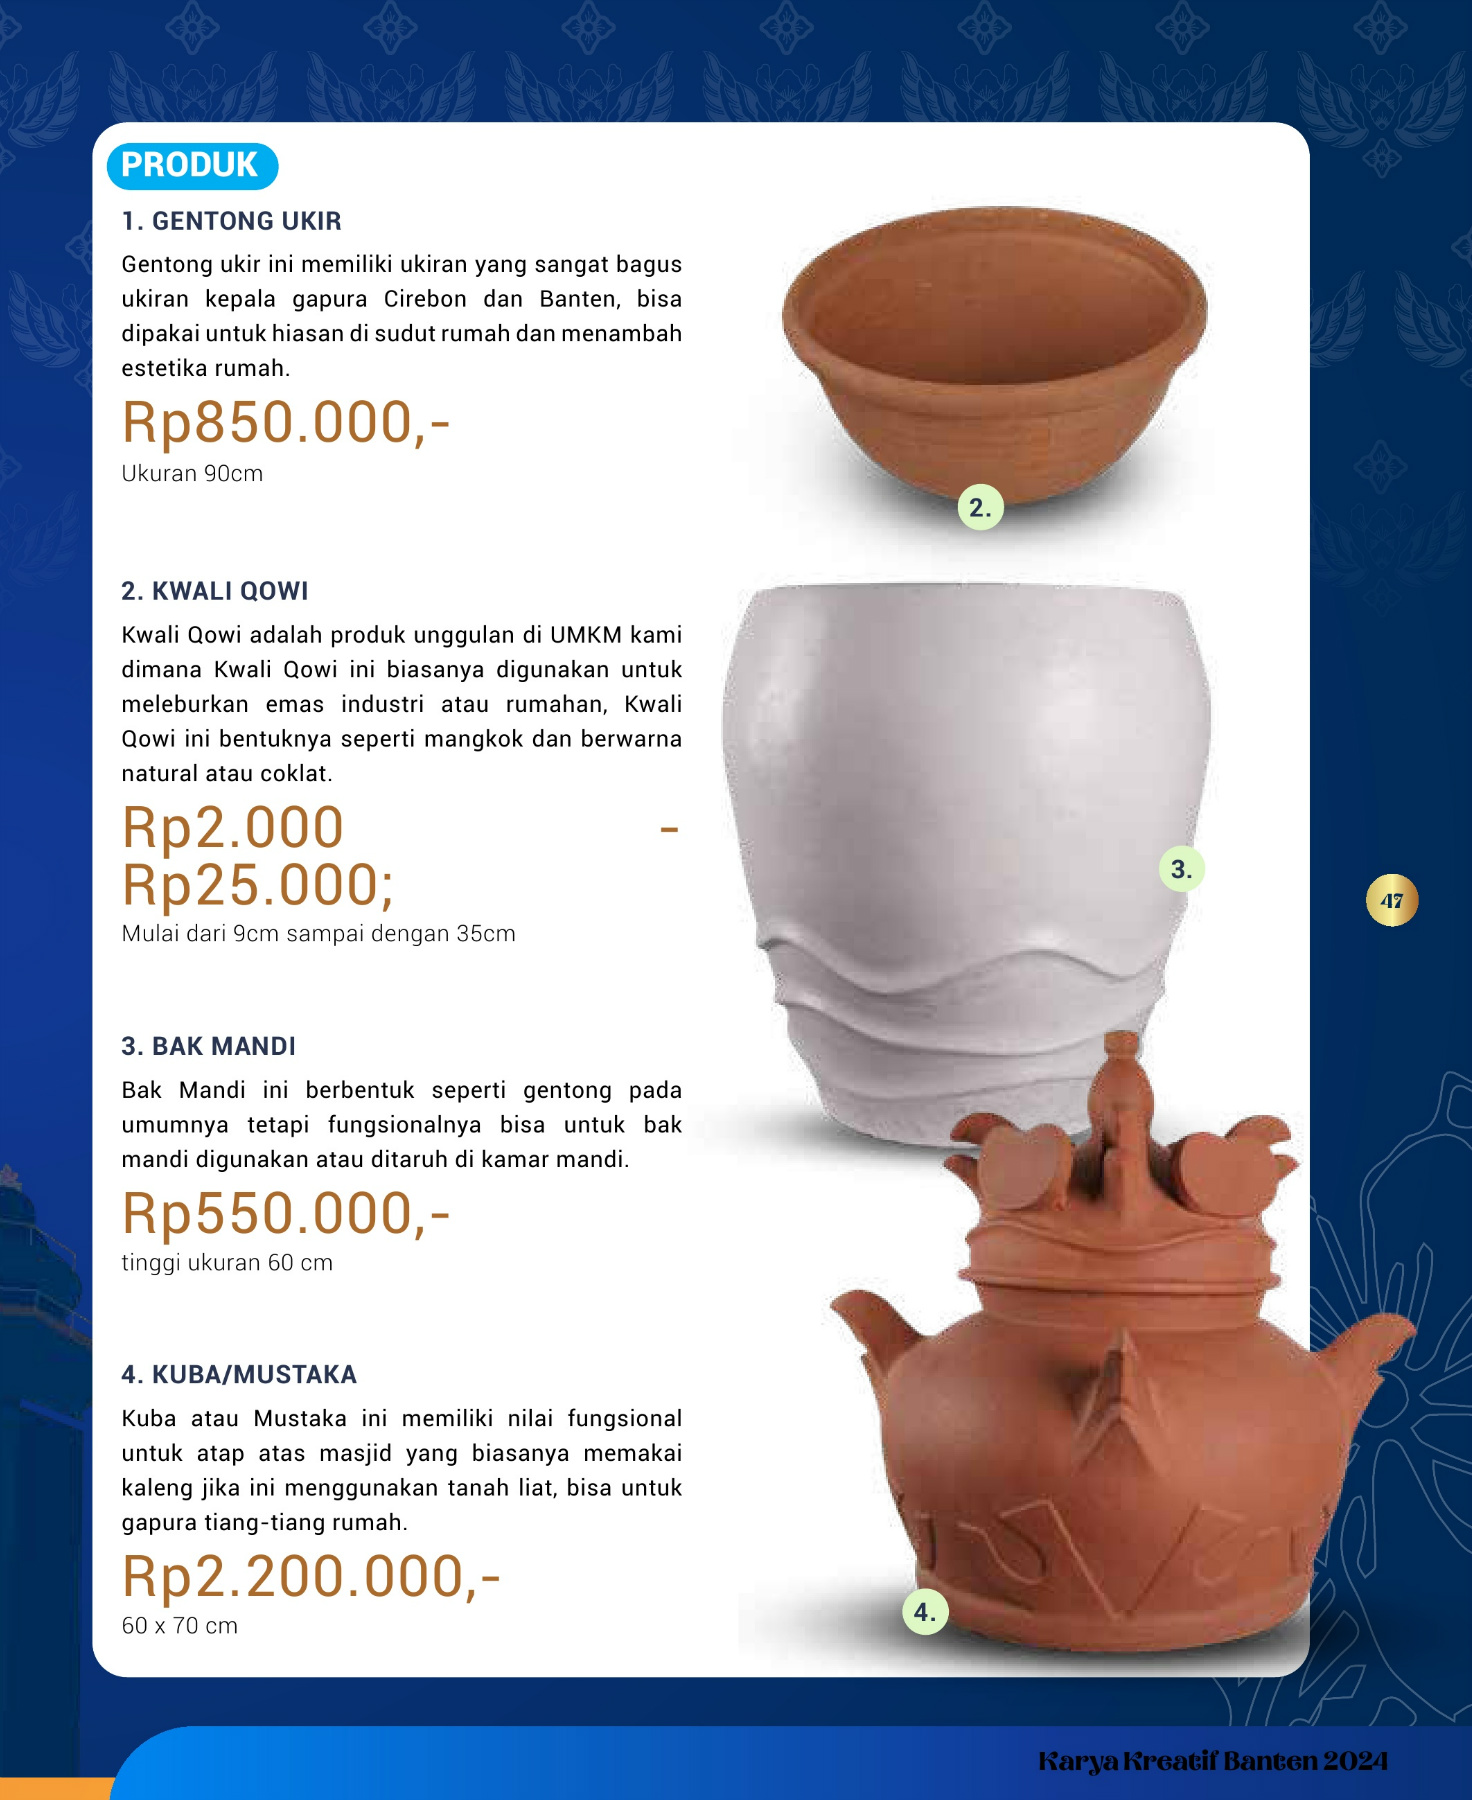 PRODUK
1. GENTONG UKIR
Gentong ukir ini memiliki ukiran yang sangat bagus
ukiran kepala gapura Cirebon dan Banten, bisa
dipakai untuk hiasan di sudut rumah dan menambah
estetika rumah.
Rp850.000,-
Ukuran 90cm
2. KWALI QOWI
Kwali Qowi adalah produk unggulan di UMKM kami
dimana Kwali Qowi ini biasanya digunakan untuk
meleburkan emas industri atau rumahan, Kwali
Qowi ini bentuknya seperti mangkok dan berwarna
natural atau coklat.
Rp2.000 -
Rp25.000;
Mulai dari 9cm sampai dengan 35cm
3. BAK MANDI
Bak Mandi ini berbentuk seperti gentong pada
umumnya tetapi fungsionalnya bisa untuk bak
mandi digunakan atau ditaruh di kamar mandi.
Rp550.000,-
tinggi ukuran 60 cm
4. KUBA/MUSTAKA
Kuba atau Mustaka ini memiliki nilai fungsional
untuk atap atas masjid yang biasanya memakai
kaleng jika ini menggunakan tanah liat, bisa untuk
gapura tiang-tiang rumah.
Rp2.200.000,-
60 x 70 cm
2.
3.
4.
47
Karya Kreatif Banten 2024